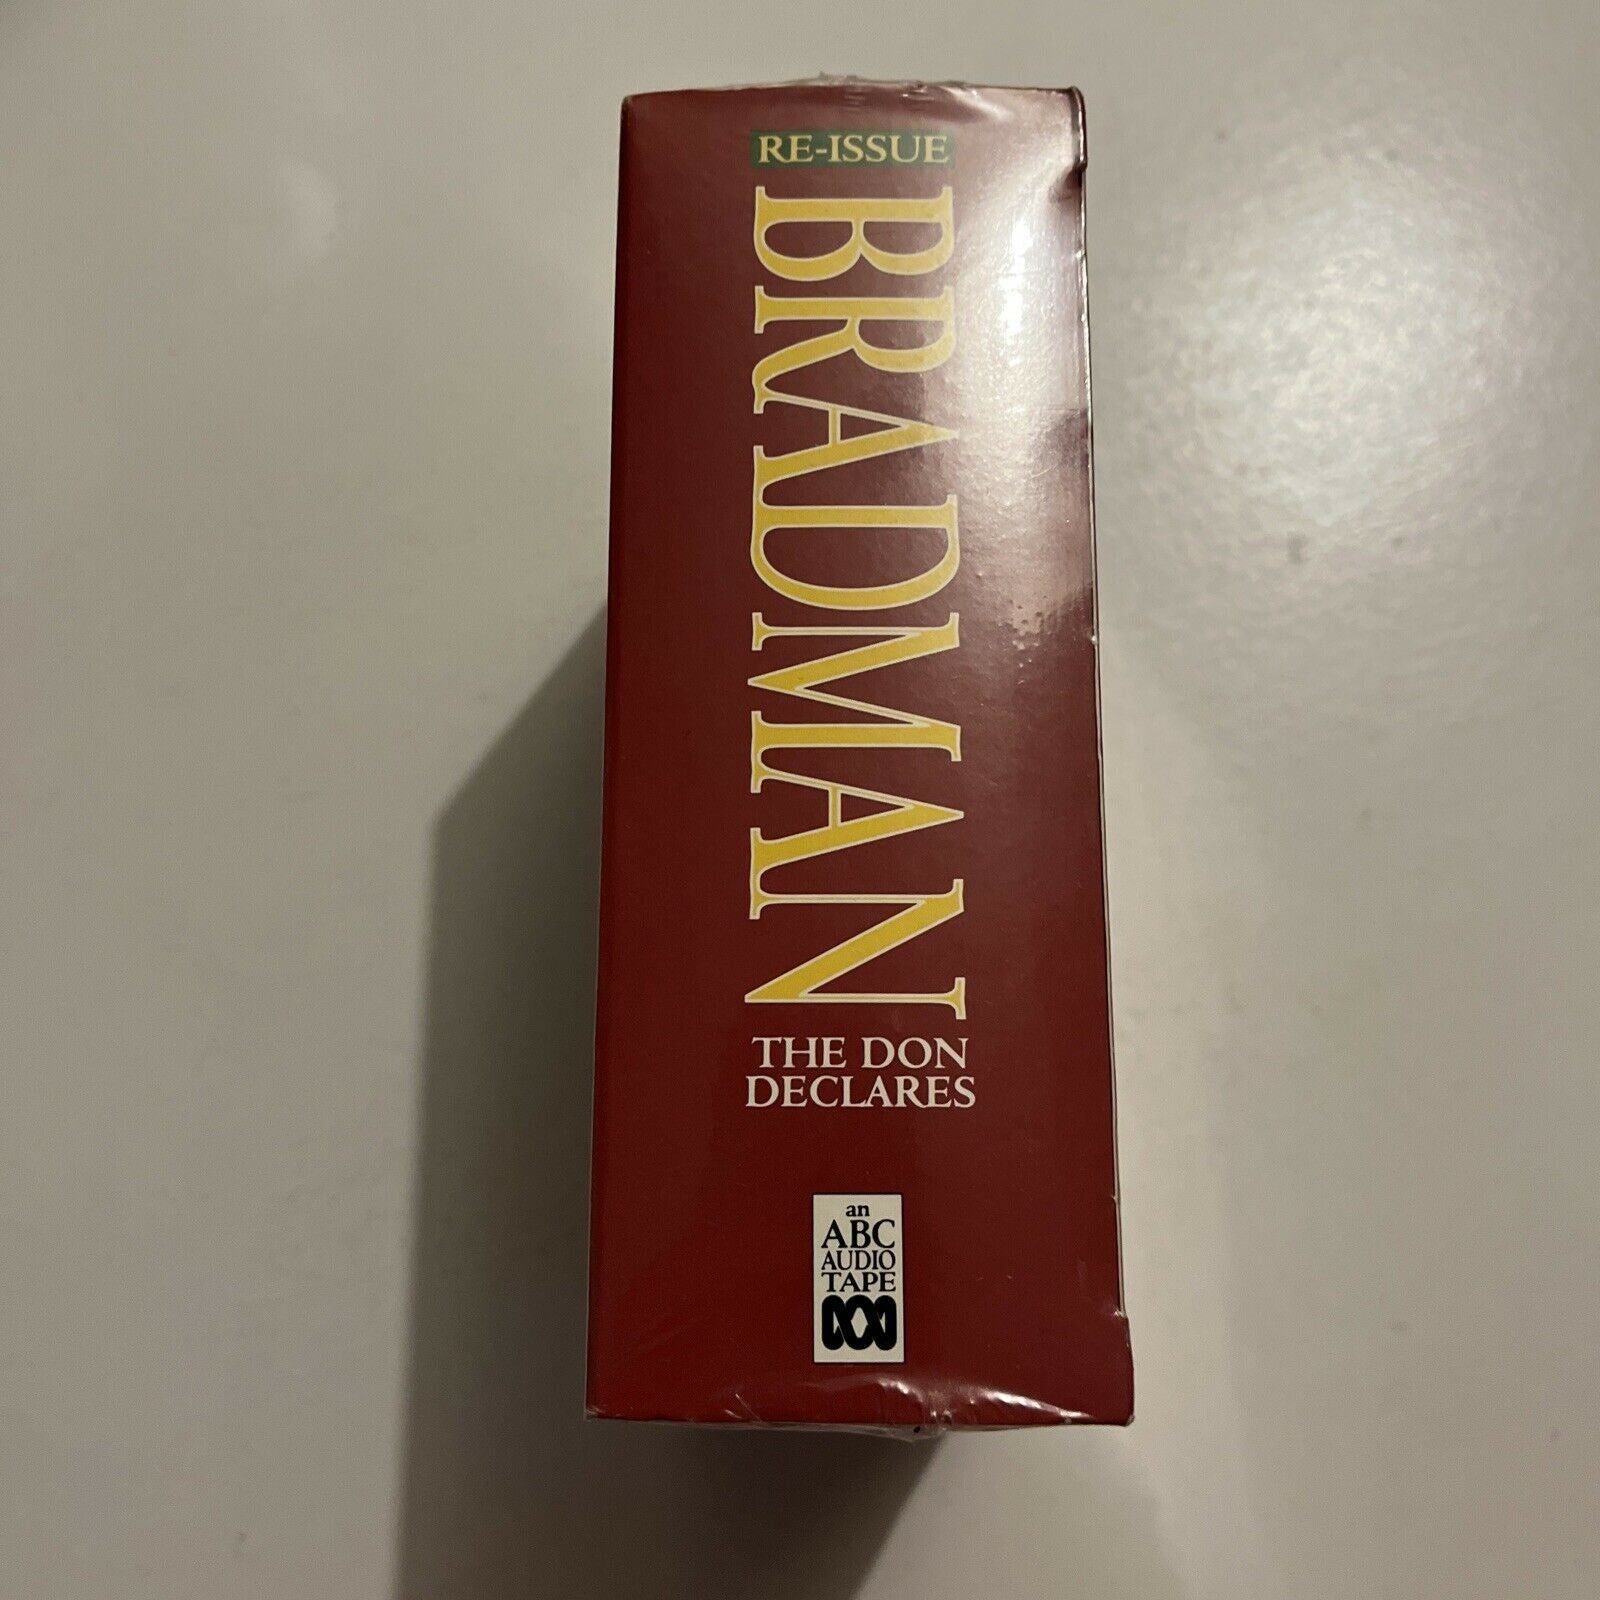 RE-ISSUE
BRADMAN
THE DON
DECLARES
an
ABC
AUDIO
TAPE